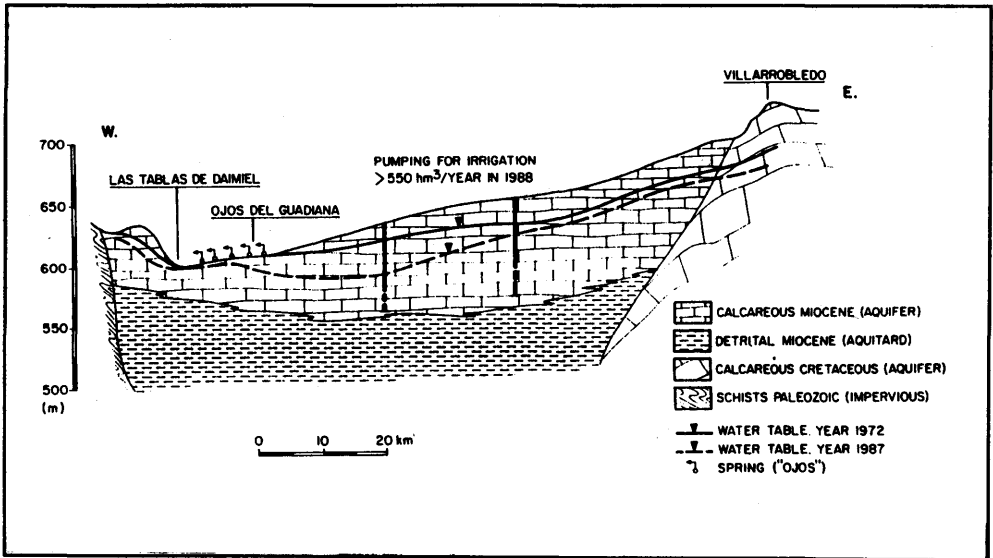 VILLARROBLEDO
E.
W.
700
PUMPING FOR IRRIGATION
>550 hm³/YEAR IN 1988
LAS TABLAS DE DAIMIEL
650
OJOS DEL GUADIANA
600
550
500
(m)
CALCAREOUS MIOCENE (AQUIFER)
DETRITAL MIOCENE (AQUITARD)
CALCAREOUS CRETACEOUS (AQUIFER)
SCHISTS PALEOZOIC (IMPERVIOUS)
WATER TABLE. YEAR 1972
WATER TABLE. YEAR 1987
SPRING ("OJOS")
0 10 20 km